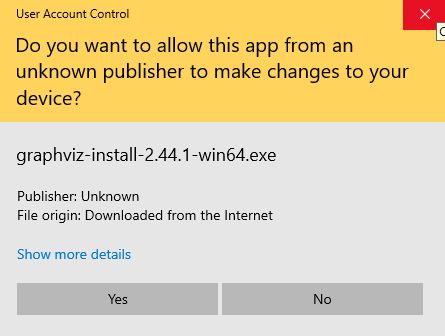 User Account Control
Do you want to allow this app from an
unknown publisher to make changes to your
device?
graphviz-install-2.44.1-win64.exe
Publisher: Unknown
File origin: Downloaded from the Internet
Show more details
Yes
No